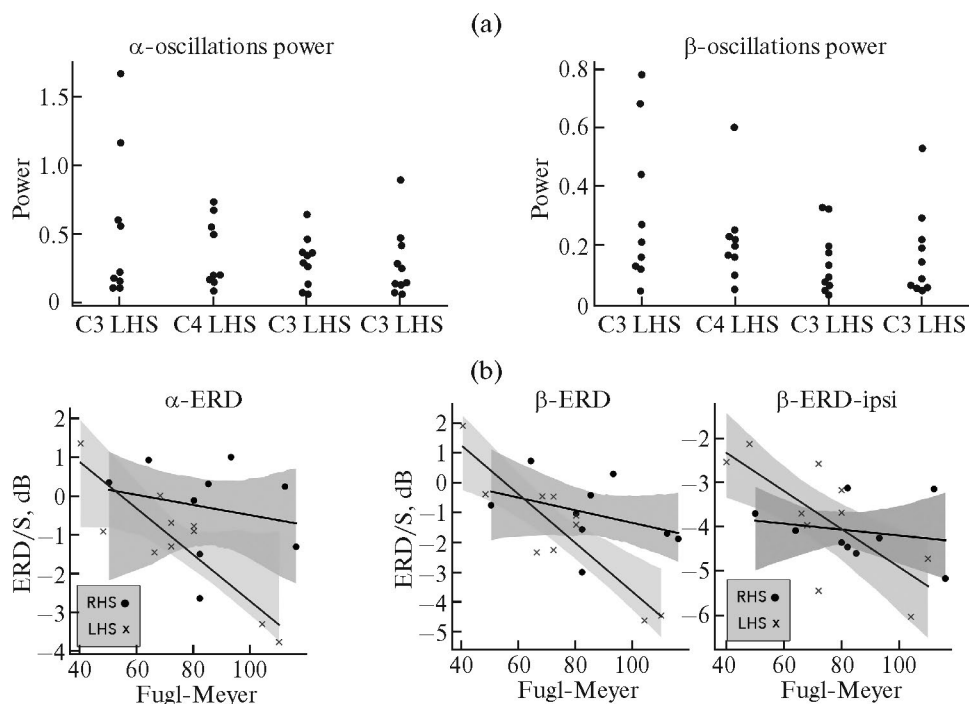 (a)
α-oscillations power
β-oscillations power
Power
1.5
1.0
0.5
0
C3 LHS C4 LHS C3 LHS C3 LHS
Power
0.8
0.6
0.4
0.2
0
C3 LHS C4 LHS C3 LHS C3 LHS
(b)
α-ERD
ERD/S, dB
2
1
0
−1
−2
−3
−4
RHS
LHS ×
40 60 80 100
Fugl-Meyer
β-ERD
ERD/S, dB
2
1
0
−1
−2
−3
−4
−5
40 60 80 100
Fugl-Meyer
β-ERD-ipsi
−2
−3
−4
−5
−6
RHS
LHS ×
40 60 80 100
Fugl-Meyer